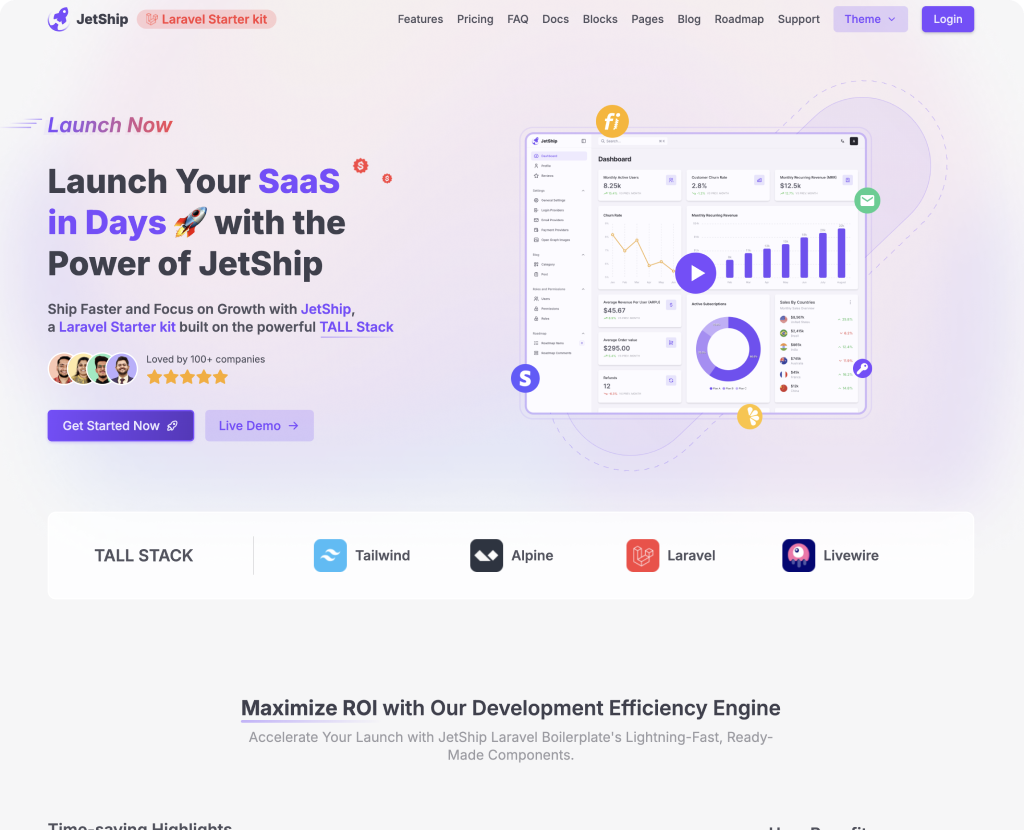 JetShip
Laravel Starter kit
Features
Pricing
FAQ
Docs
Blocks
Pages
Blog
Roadmap
Support
Theme
Login
Launch Now
Launch Your SaaS
in Days 🚀 with the
Power of JetShip
Ship Faster and Focus on Growth with JetShip,
a Laravel Starter kit built on the powerful TALL Stack
Loved by 100+ companies
Get Started Now
Live Demo →
JetShip
Dashboard
Monthly Active Users
8.25k
Customer Churn Rate
2.8%
Monthly Recurring Revenue (MRR)
$12.5k
Churn Rate
Monthly Recurring Revenue
Average Revenue Per User (ARPU)
$45.67
Average Order value
$295.00
Refunds
12
Active Subscriptions
Sales By Countries
TALL STACK
Tailwind
Alpine
Laravel
Livewire
Maximize ROI with Our Development Efficiency Engine
Accelerate Your Launch with JetShip Laravel Boilerplate's Lightning-Fast, Ready-
Made Components.
Time-saving Highlights